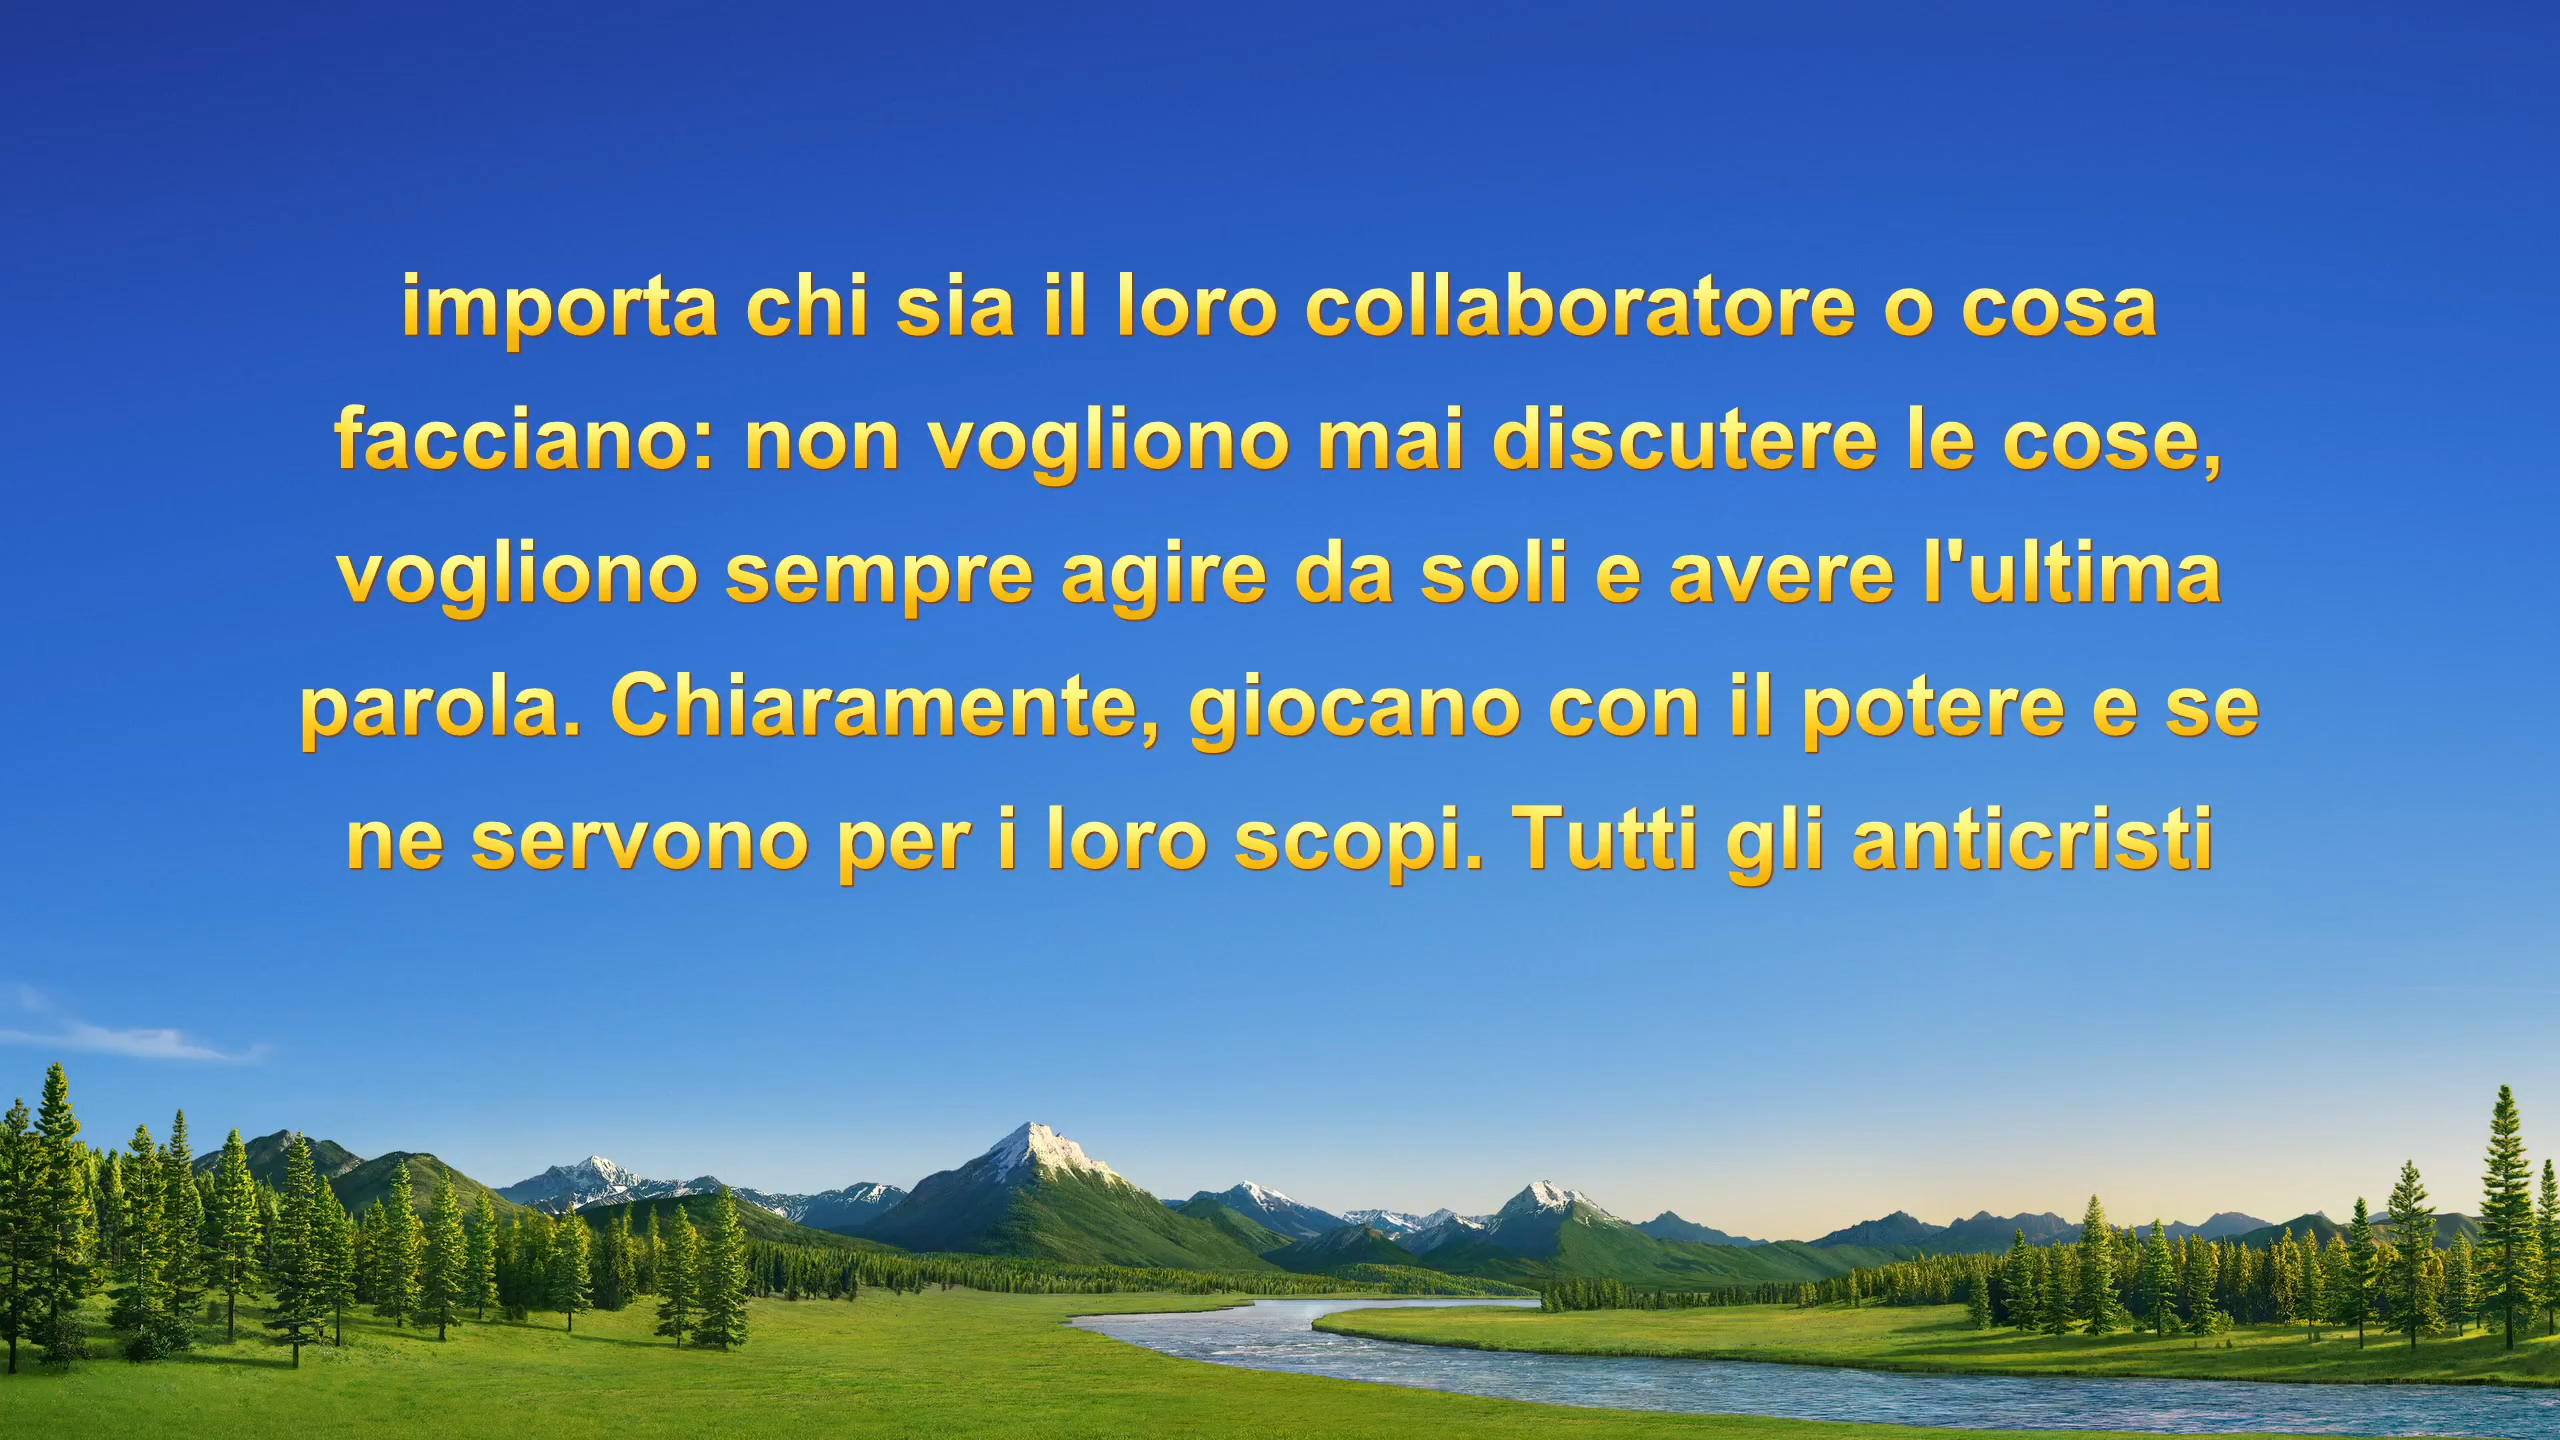 importa chi sia il loro collaboratore o cosa
facciano: non vogliono mai discutere le cose,
vogliono sempre agire da soli e avere l'ultima
parola. Chiaramente, giocano con il potere e se
ne servono per i loro scopi. Tutti gli anticristi